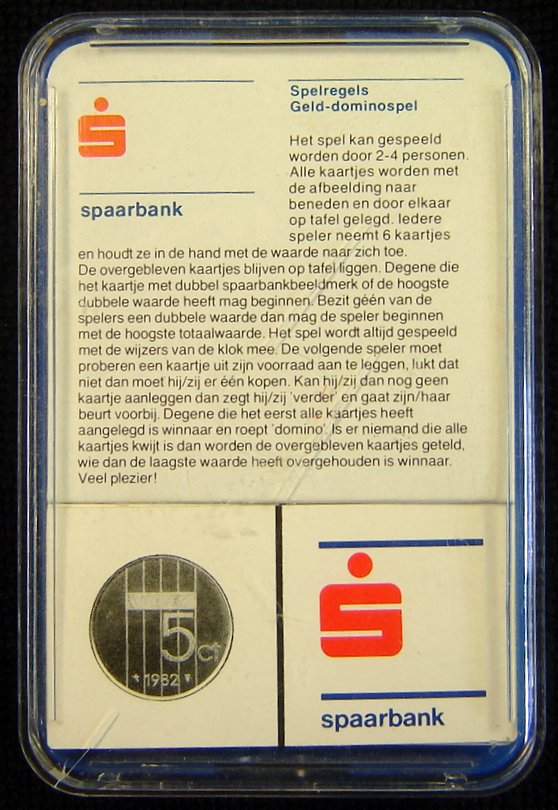 spaarbank
Spelregels
Geld-dominospel
Het spel kan gespeeld
worden door 2-4 personen.
Alle kaartjes worden met
de afbeelding naar
beneden en door elkaar
op tafel gelegd. Iedere
speler neemt 6 kaartjes
en houdt ze in de hand met de waarde naar zich toe.
De overgebleven kaartjes blijven op tafel liggen. Degene die
het kaartje met dubbel spaarbankbeeldmerk of de hoogste
dubbele waarde heeft mag beginnen. Bezit géén van de
spelers een dubbele waarde dan mag de speler beginnen
met de hoogste totaalwaarde. Het spel wordt altijd gespeeld
met de wijzers van de klok mee. De volgende speler moet
proberen een kaartje uit zijn voorraad aan te leggen, lukt dat
niet dan moet hij/zij er één kopen. Kan hij/zij dan nog geen
kaartje aanleggen dan zegt hij/zij 'verder' en gaat zijn/haar
beurt voorbij. Degene die het eerst alle kaartjes heeft
aangelegd is winnaar en roept 'domino'. Is er niemand die alle
kaartjes kwijt is dan worden de overgebleven kaartjes geteld,
wie dan de laagste waarde heeft overgehouden is winnaar.
Veel plezier!
5 ct
1982
spaarbank